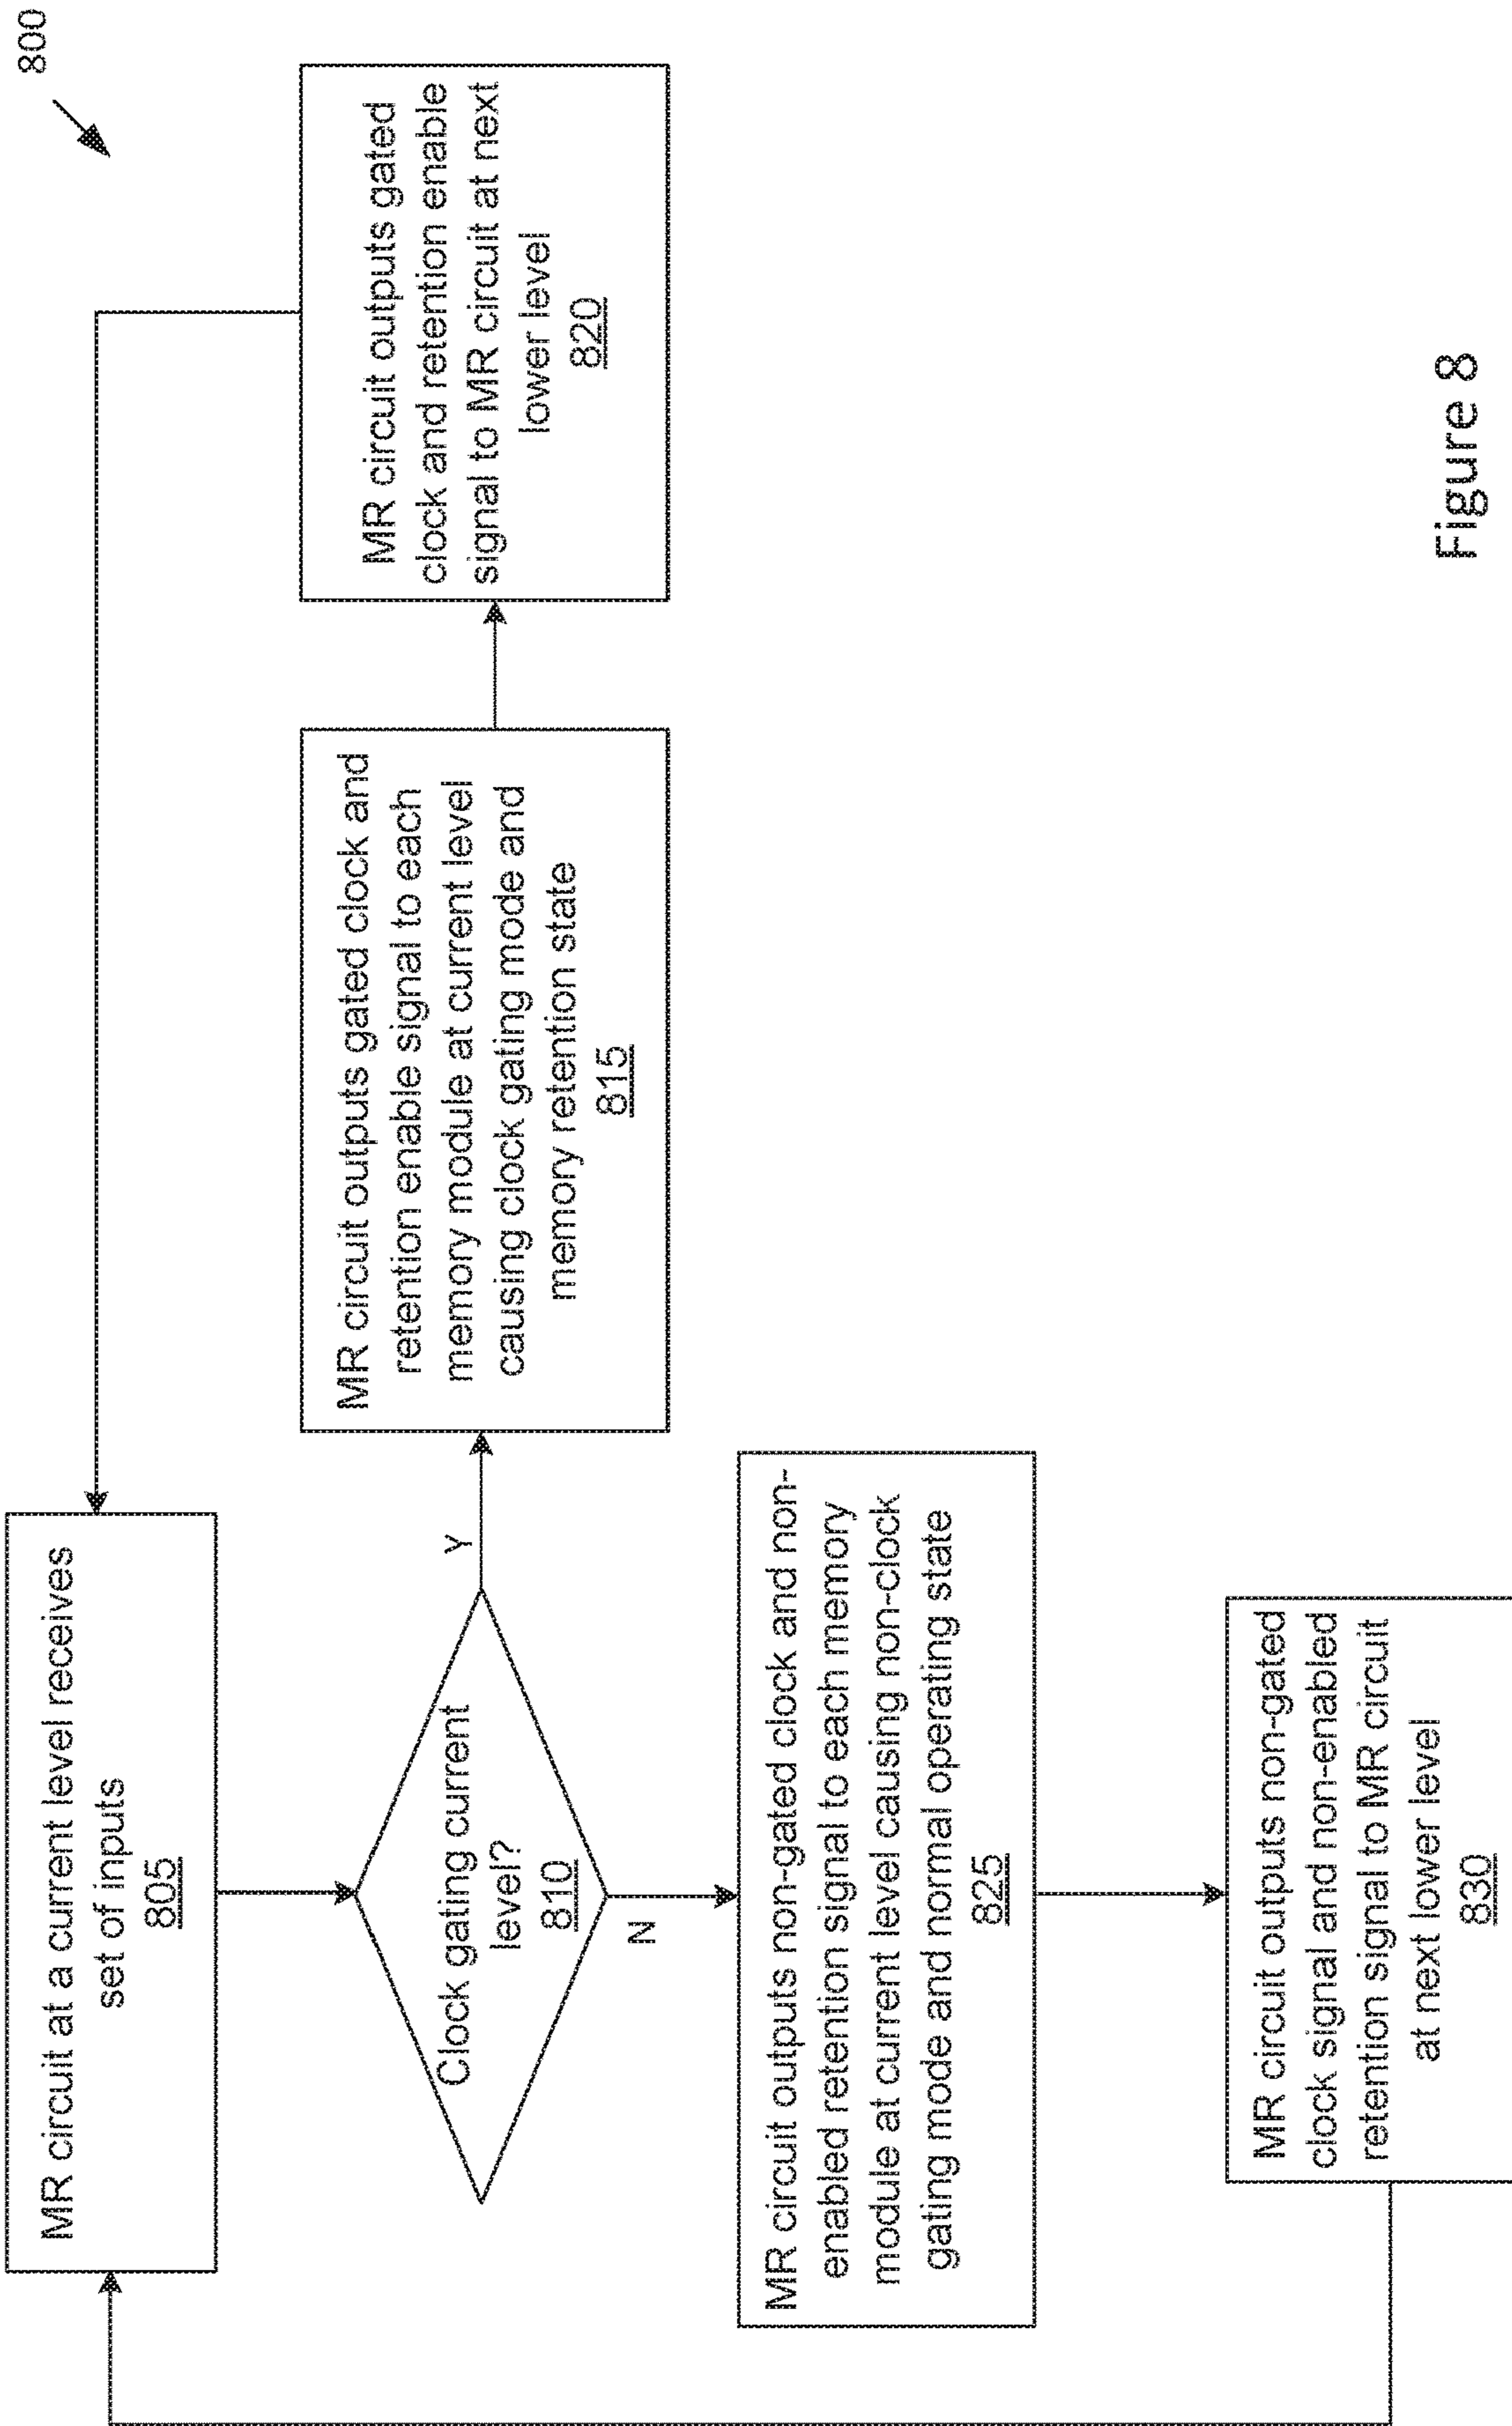 800
MR circuit at a current level receives
set of inputs
805
Clock gating current
level?
810
Y
N
MR circuit outputs gated clock and
retention enable signal to each
memory module at current level
causing clock gating mode and
memory retention state
815
MR circuit outputs gated
clock and retention enable
signal to MR circuit at next
lower level
820
MR circuit outputs non-gated clock and non-
enabled retention signal to each memory
module at current level causing non-clock
gating mode and normal operating state
825
MR circuit outputs non-gated
clock signal and non-enabled
retention signal to MR circuit
at next lower level
830
Figure 8